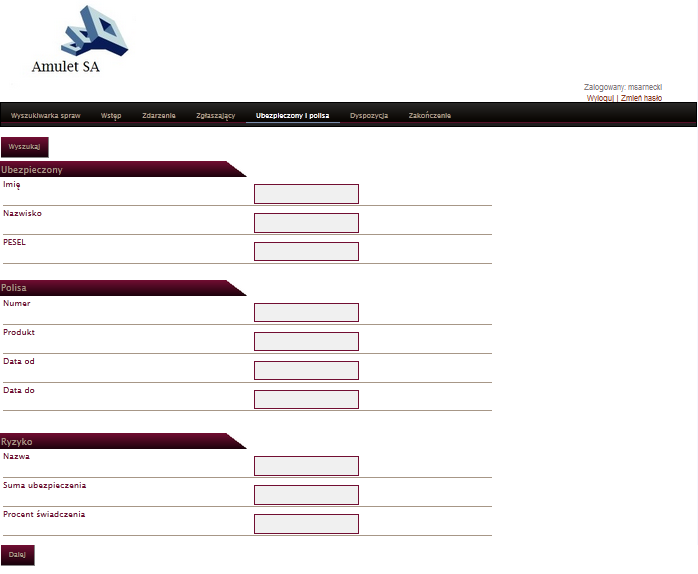 Amulet SA
Zalogowany: msarnecki
Wyloguj | Zmień hasło
Wyszukiwarka spraw Wstęp Zdarzenie Zgłaszający Ubezpieczony i polisa Dyspozycja Zakończenie
Wyszukaj
Ubezpieczony
Imię
Nazwisko
PESEL
Polisa
Numer
Produkt
Data od
Data do
Ryzyko
Nazwa
Suma ubezpieczenia
Procent świadczenia
Dalej